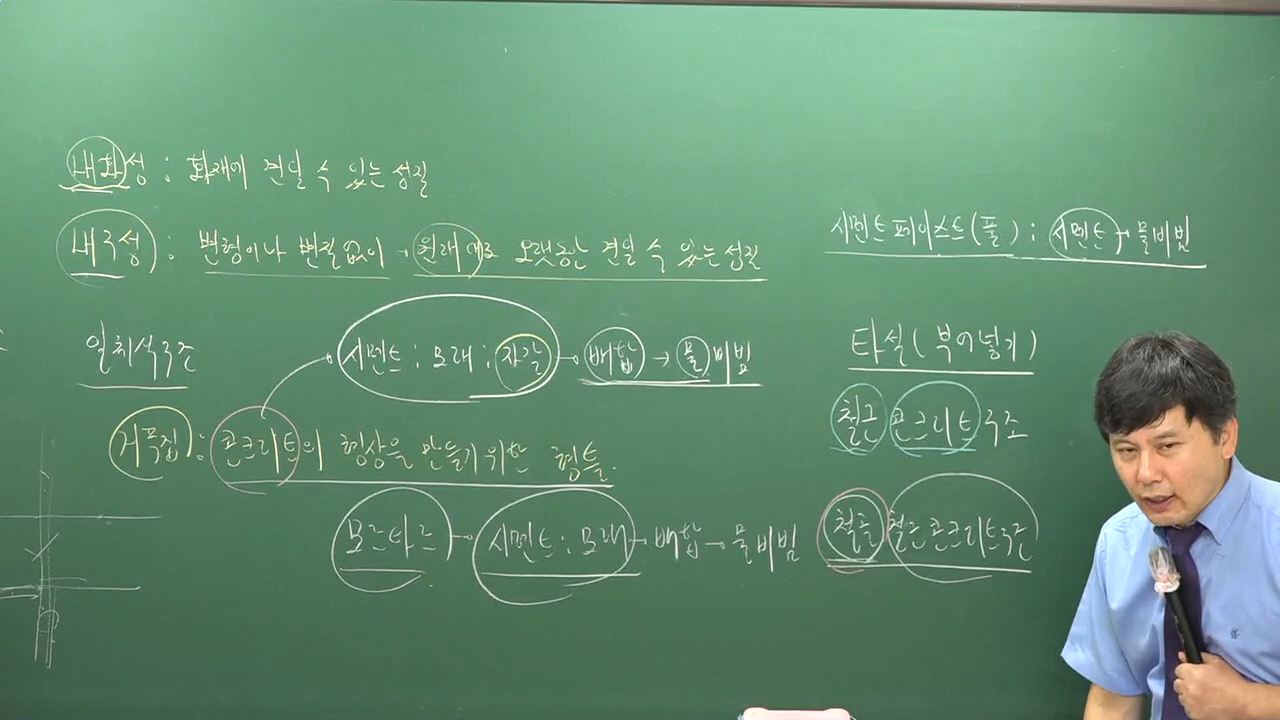 내화성 : 화재에 견딜 수 있는 성질
내구성 : 변형이나 변질없이 → 원래대로 오랫동안 견딜 수 있는 성질
일체식구조
시멘트 : 모래 : 자갈 → 배합 → 물비빔
거푸집 : 콘크리트의 형상을 만들기위한 형틀.
모르타르 → 시멘트 : 모래 → 배합 → 물비빔
시멘트페이스트(풀) : 시멘트 + 물비빔
타설(부어넣기)
철근 콘크리트구조
철골 철근콘크리트구조